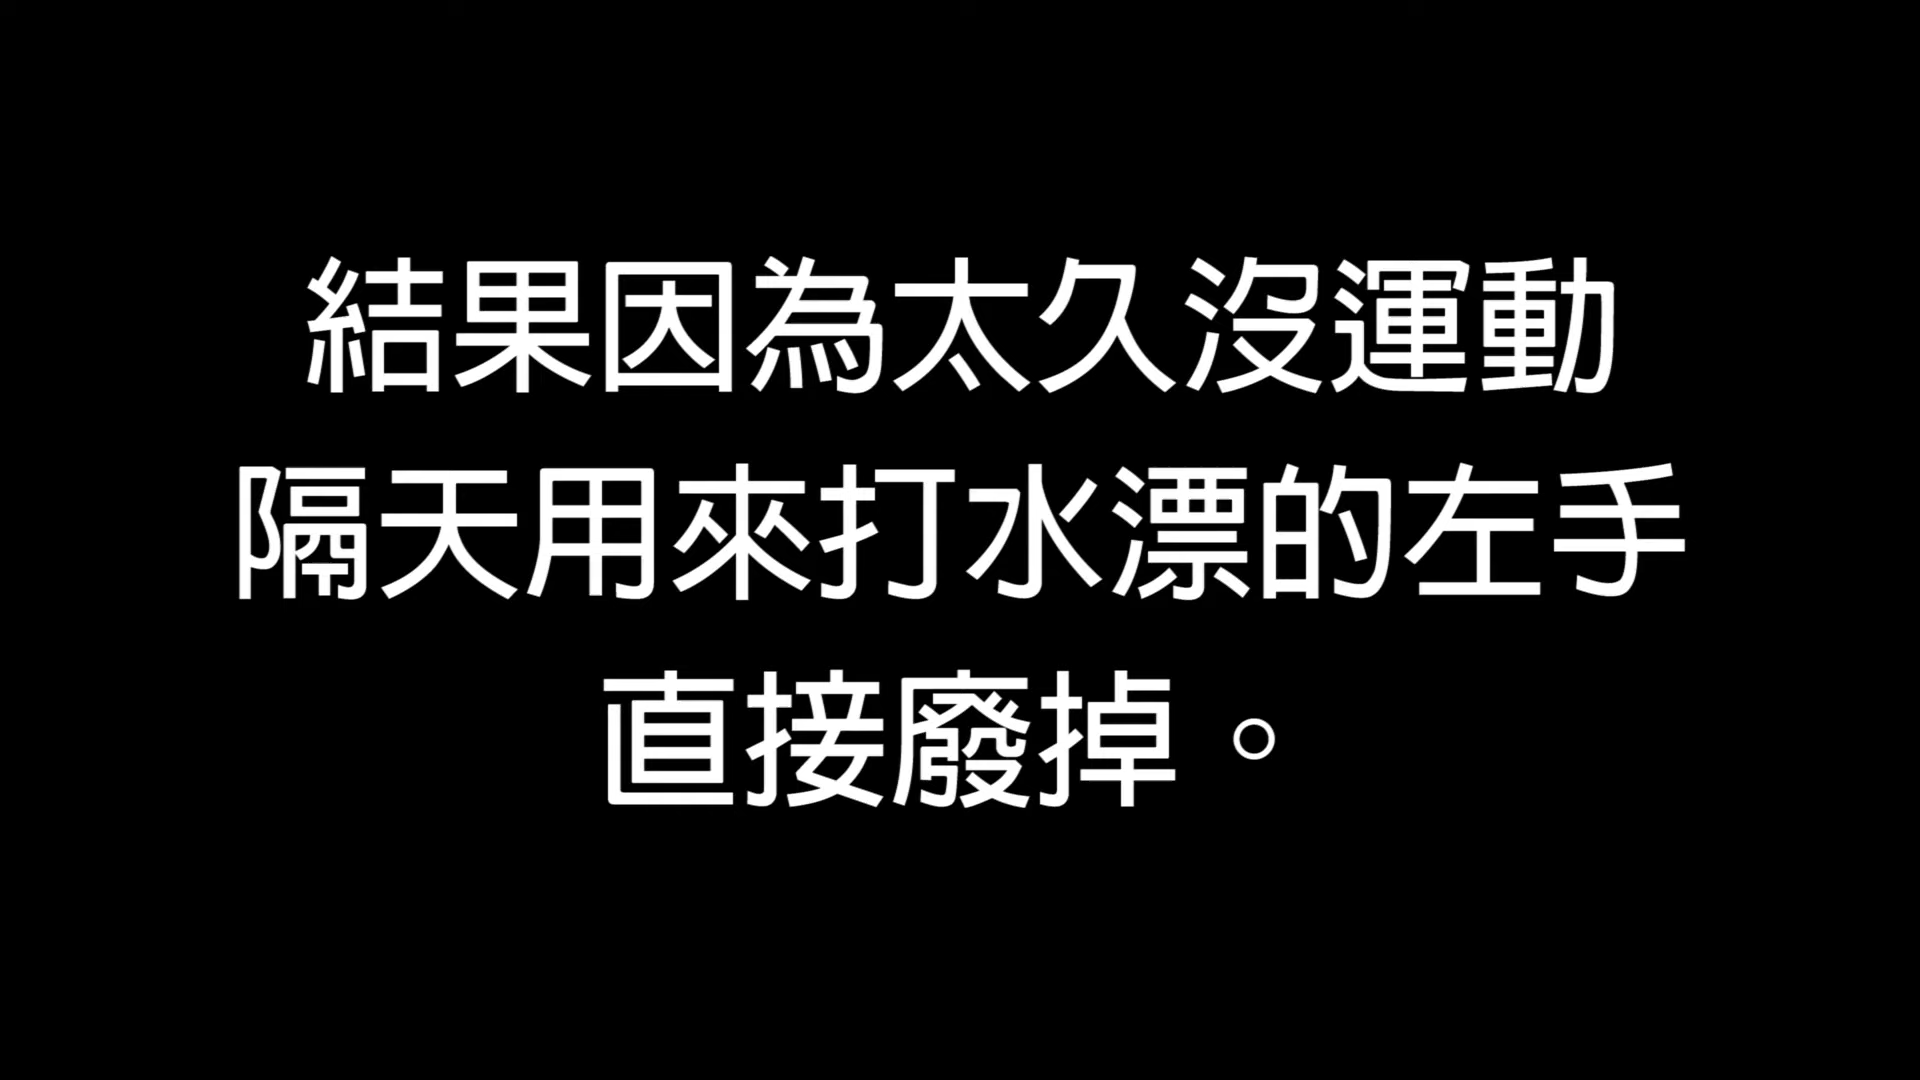 結果因為太久沒運動
隔天用來打水漂的左手
直接廢掉。